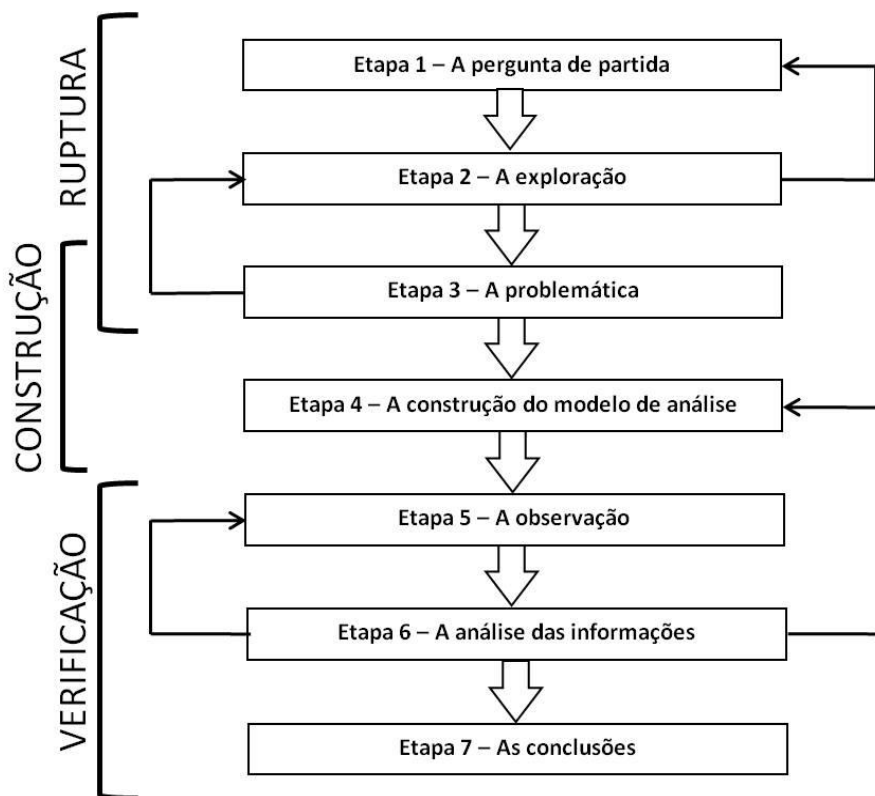 RUPTURA
CONSTRUÇÃO
VERIFICAÇÃO
Etapa 1 – A pergunta de partida
Etapa 2 – A exploração
Etapa 3 – A problemática
Etapa 4 – A construção do modelo de análise
Etapa 5 – A observação
Etapa 6 – A análise das informações
Etapa 7 – As conclusões